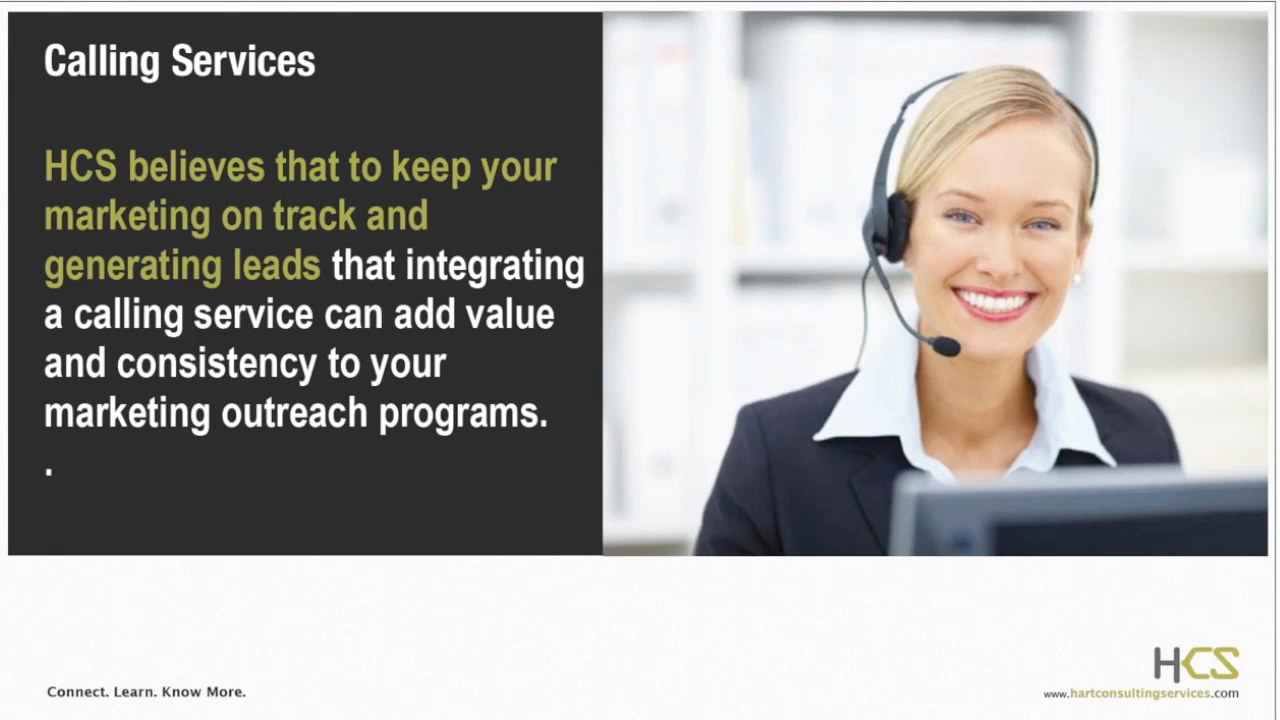 Calling Services
HCS believes that to keep your
marketing on track and
generating leads that integrating
a calling service can add value
and consistency to your
marketing outreach programs.
.
HCS
Connect. Learn. Know More.
www.hartconsultingservices.com